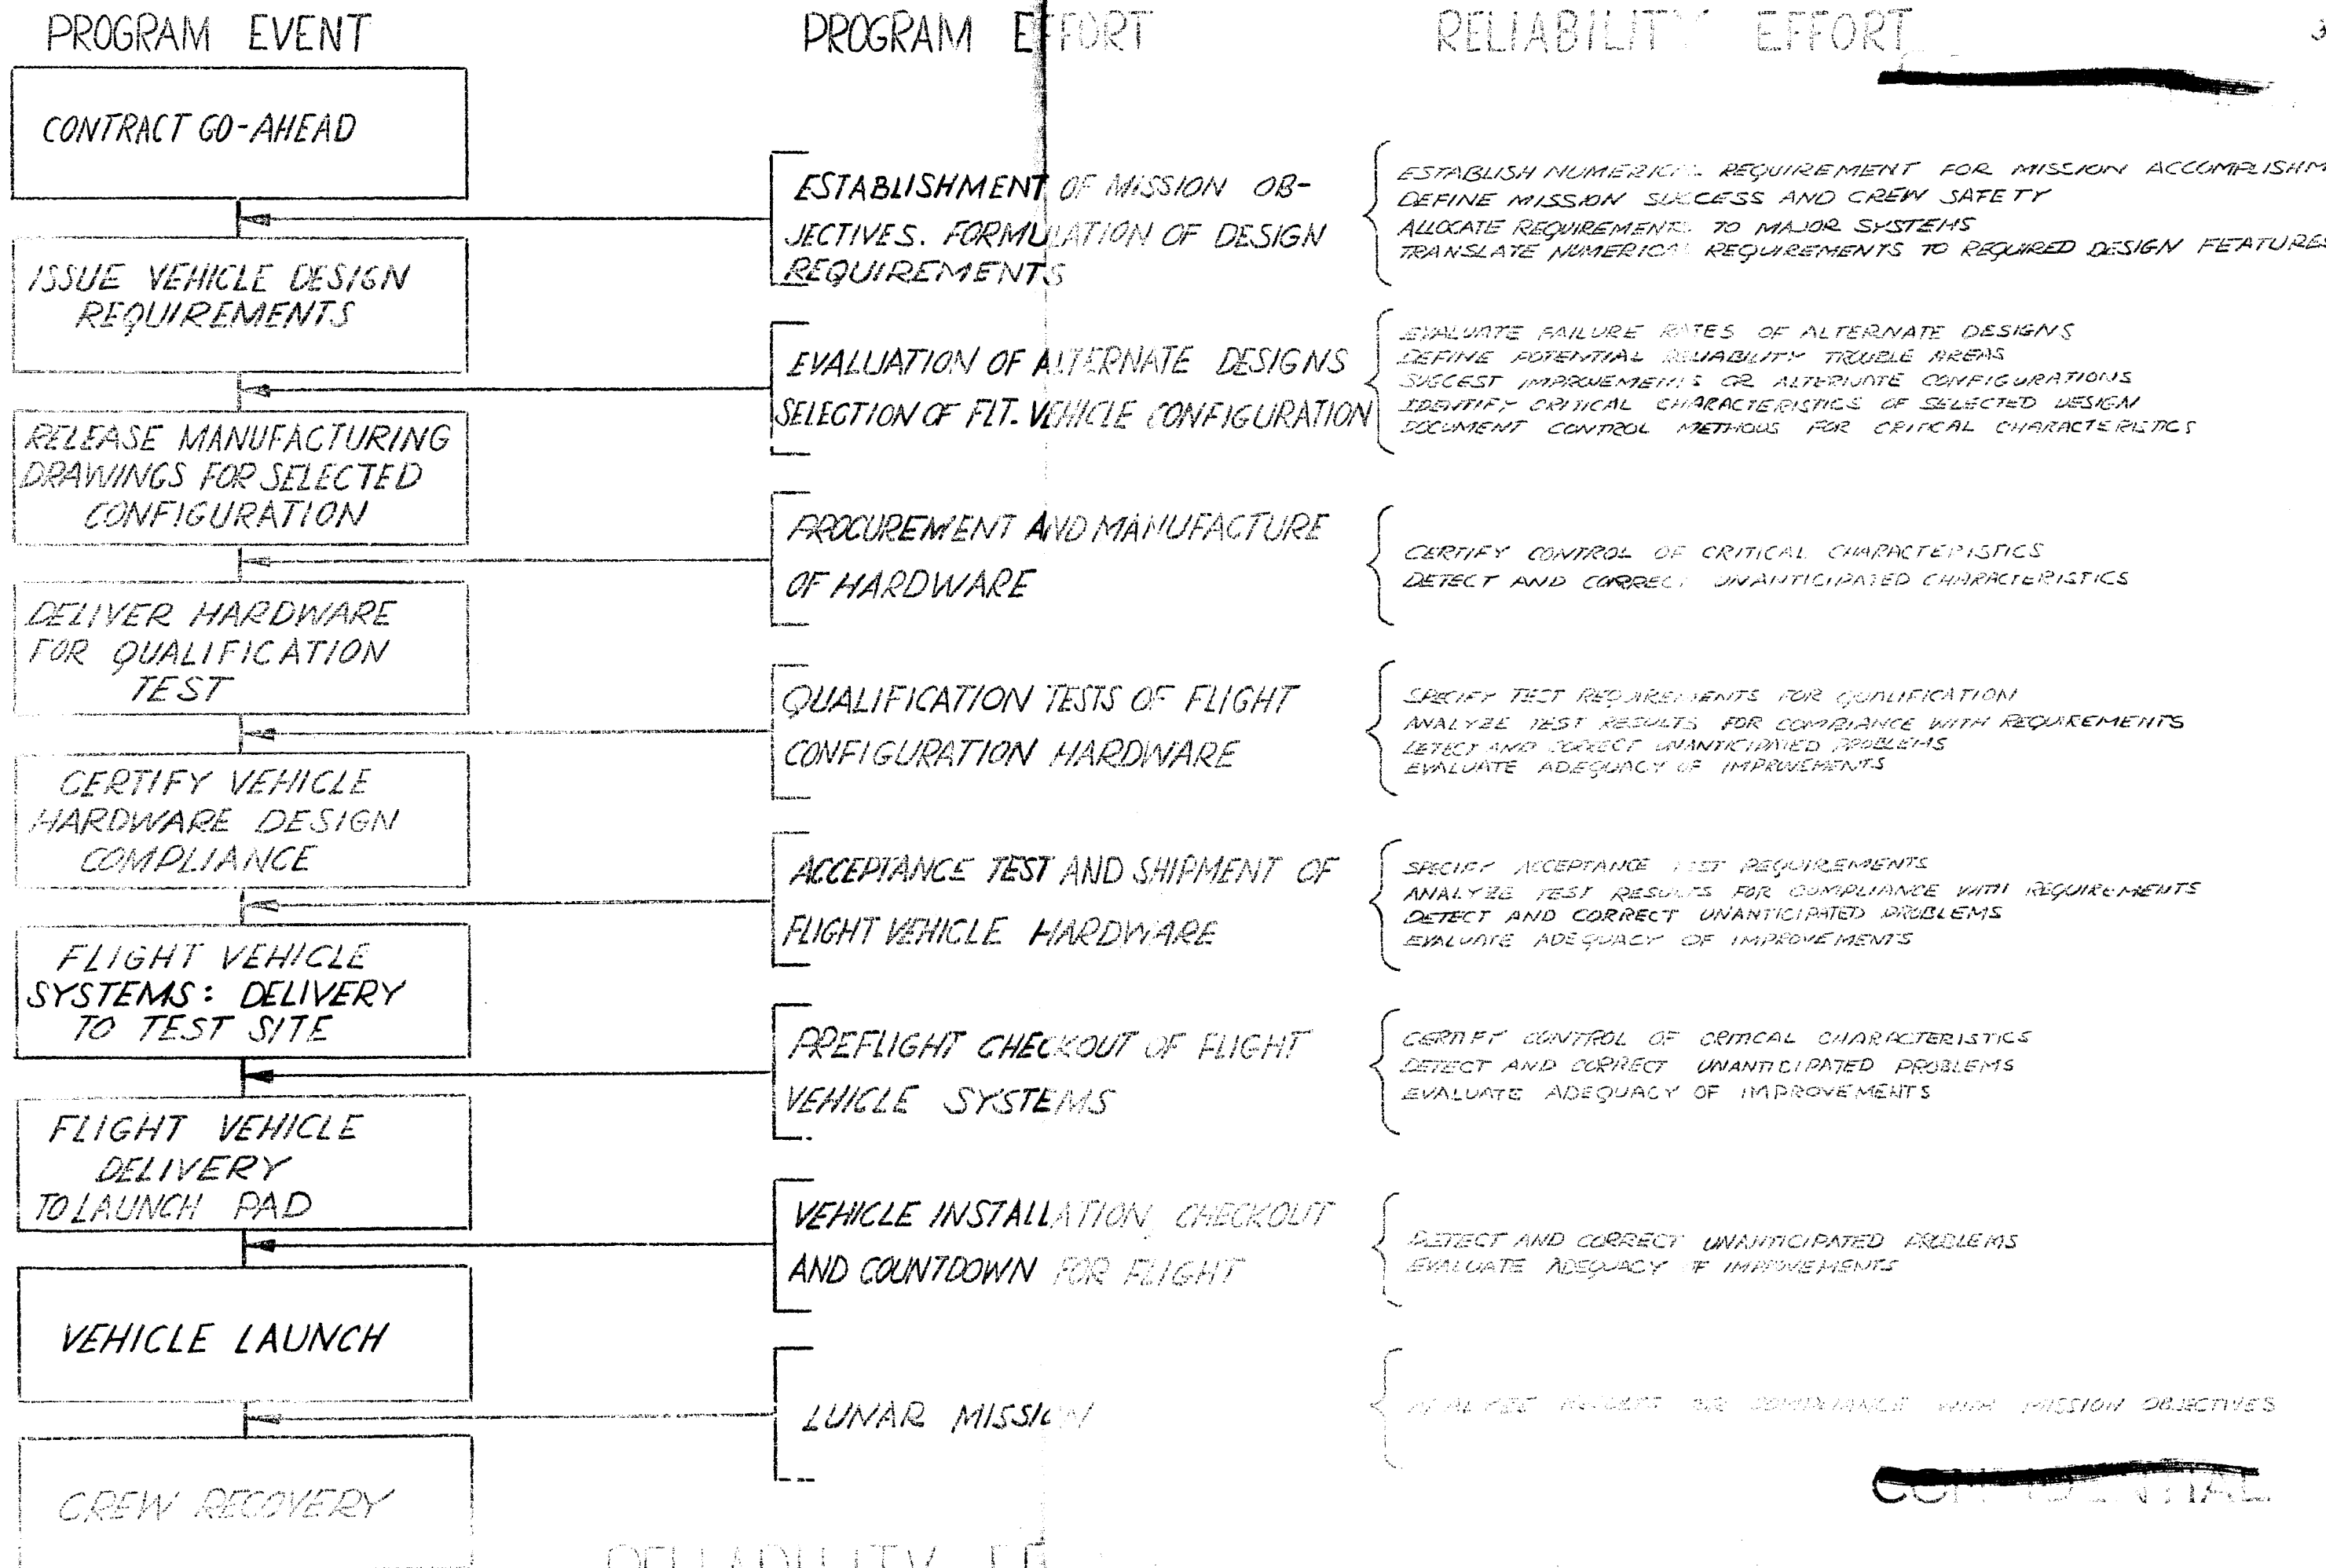 PROGRAM EVENT
PROGRAM EFFORT
RELIABILITY EFFORT
CONTRACT GO-AHEAD
ESTABLISHMENT OF MISSION OB-
JECTIVES. FORMULATION OF DESIGN
REQUIREMENTS
ESTABLISH NUMERICAL REQUIREMENT FOR MISSION ACCOMPLISHM
DEFINE MISSION SUCCESS AND CREW SAFETY
ALLOCATE REQUIREMENTS TO MAJOR SYSTEMS
TRANSLATE NUMERICAL REQUIREMENTS TO REQUIRED DESIGN FEATURES
ISSUE VEHICLE DESIGN
REQUIREMENTS
EVALUATION OF ALTERNATE DESIGNS
SELECTION OF FLT. VEHICLE CONFIGURATION
EVALUATE FAILURE RATES OF ALTERNATE DESIGNS
DEFINE POTENTIAL RELIABILITY TROUBLE AREAS
SUGGEST IMPROVEMENTS OR ALTERNATE CONFIGURATIONS
IDENTIFY CRITICAL CHARACTERISTICS OF SELECTED DESIGN
DOCUMENT CONTROL METHODS FOR CRITICAL CHARACTERISTICS
RELEASE MANUFACTURING
DRAWINGS FOR SELECTED
CONFIGURATION
PROCUREMENT AND MANUFACTURE
OF HARDWARE
CERTIFY CONTROL OF CRITICAL CHARACTERISTICS
DETECT AND CORRECT UNANTICIPATED CHARACTERISTICS
DELIVER HARDWARE
FOR QUALIFICATION
TEST
QUALIFICATION TESTS OF FLIGHT
CONFIGURATION HARDWARE
SPECIFY TEST REQUIREMENTS FOR QUALIFICATION
ANALYZE TEST RESULTS FOR COMPLIANCE WITH REQUIREMENTS
DETECT AND CORRECT UNANTICIPATED PROBLEMS
EVALUATE ADEQUACY OF IMPROVEMENTS
CERTIFY VEHICLE
HARDWARE DESIGN
COMPLIANCE
ACCEPTANCE TEST AND SHIPMENT OF
FLIGHT VEHICLE HARDWARE
SPECIFY ACCEPTANCE TEST REQUIREMENTS
ANALYZE TEST RESULTS FOR COMPLIANCE WITH REQUIREMENTS
DETECT AND CORRECT UNANTICIPATED PROBLEMS
EVALUATE ADEQUACY OF IMPROVEMENTS
FLIGHT VEHICLE
SYSTEMS: DELIVERY
TO TEST SITE
PREFLIGHT CHECKOUT OF FLIGHT
VEHICLE SYSTEMS
CERTIFY CONTROL OF CRITICAL CHARACTERISTICS
DETECT AND CORRECT UNANTICIPATED PROBLEMS
EVALUATE ADEQUACY OF IMPROVEMENTS
FLIGHT VEHICLE
DELIVERY
TO LAUNCH PAD
VEHICLE INSTALLATION, CHECKOUT
AND COUNTDOWN FOR FLIGHT
DETECT AND CORRECT UNANTICIPATED PROBLEMS
EVALUATE ADEQUACY OF IMPROVEMENTS
VEHICLE LAUNCH
LUNAR MISSION
COMPLIANCE WITH MISSION OBJECTIVES
CREW RECOVERY
CONFIDENTIAL
RELIABILITY